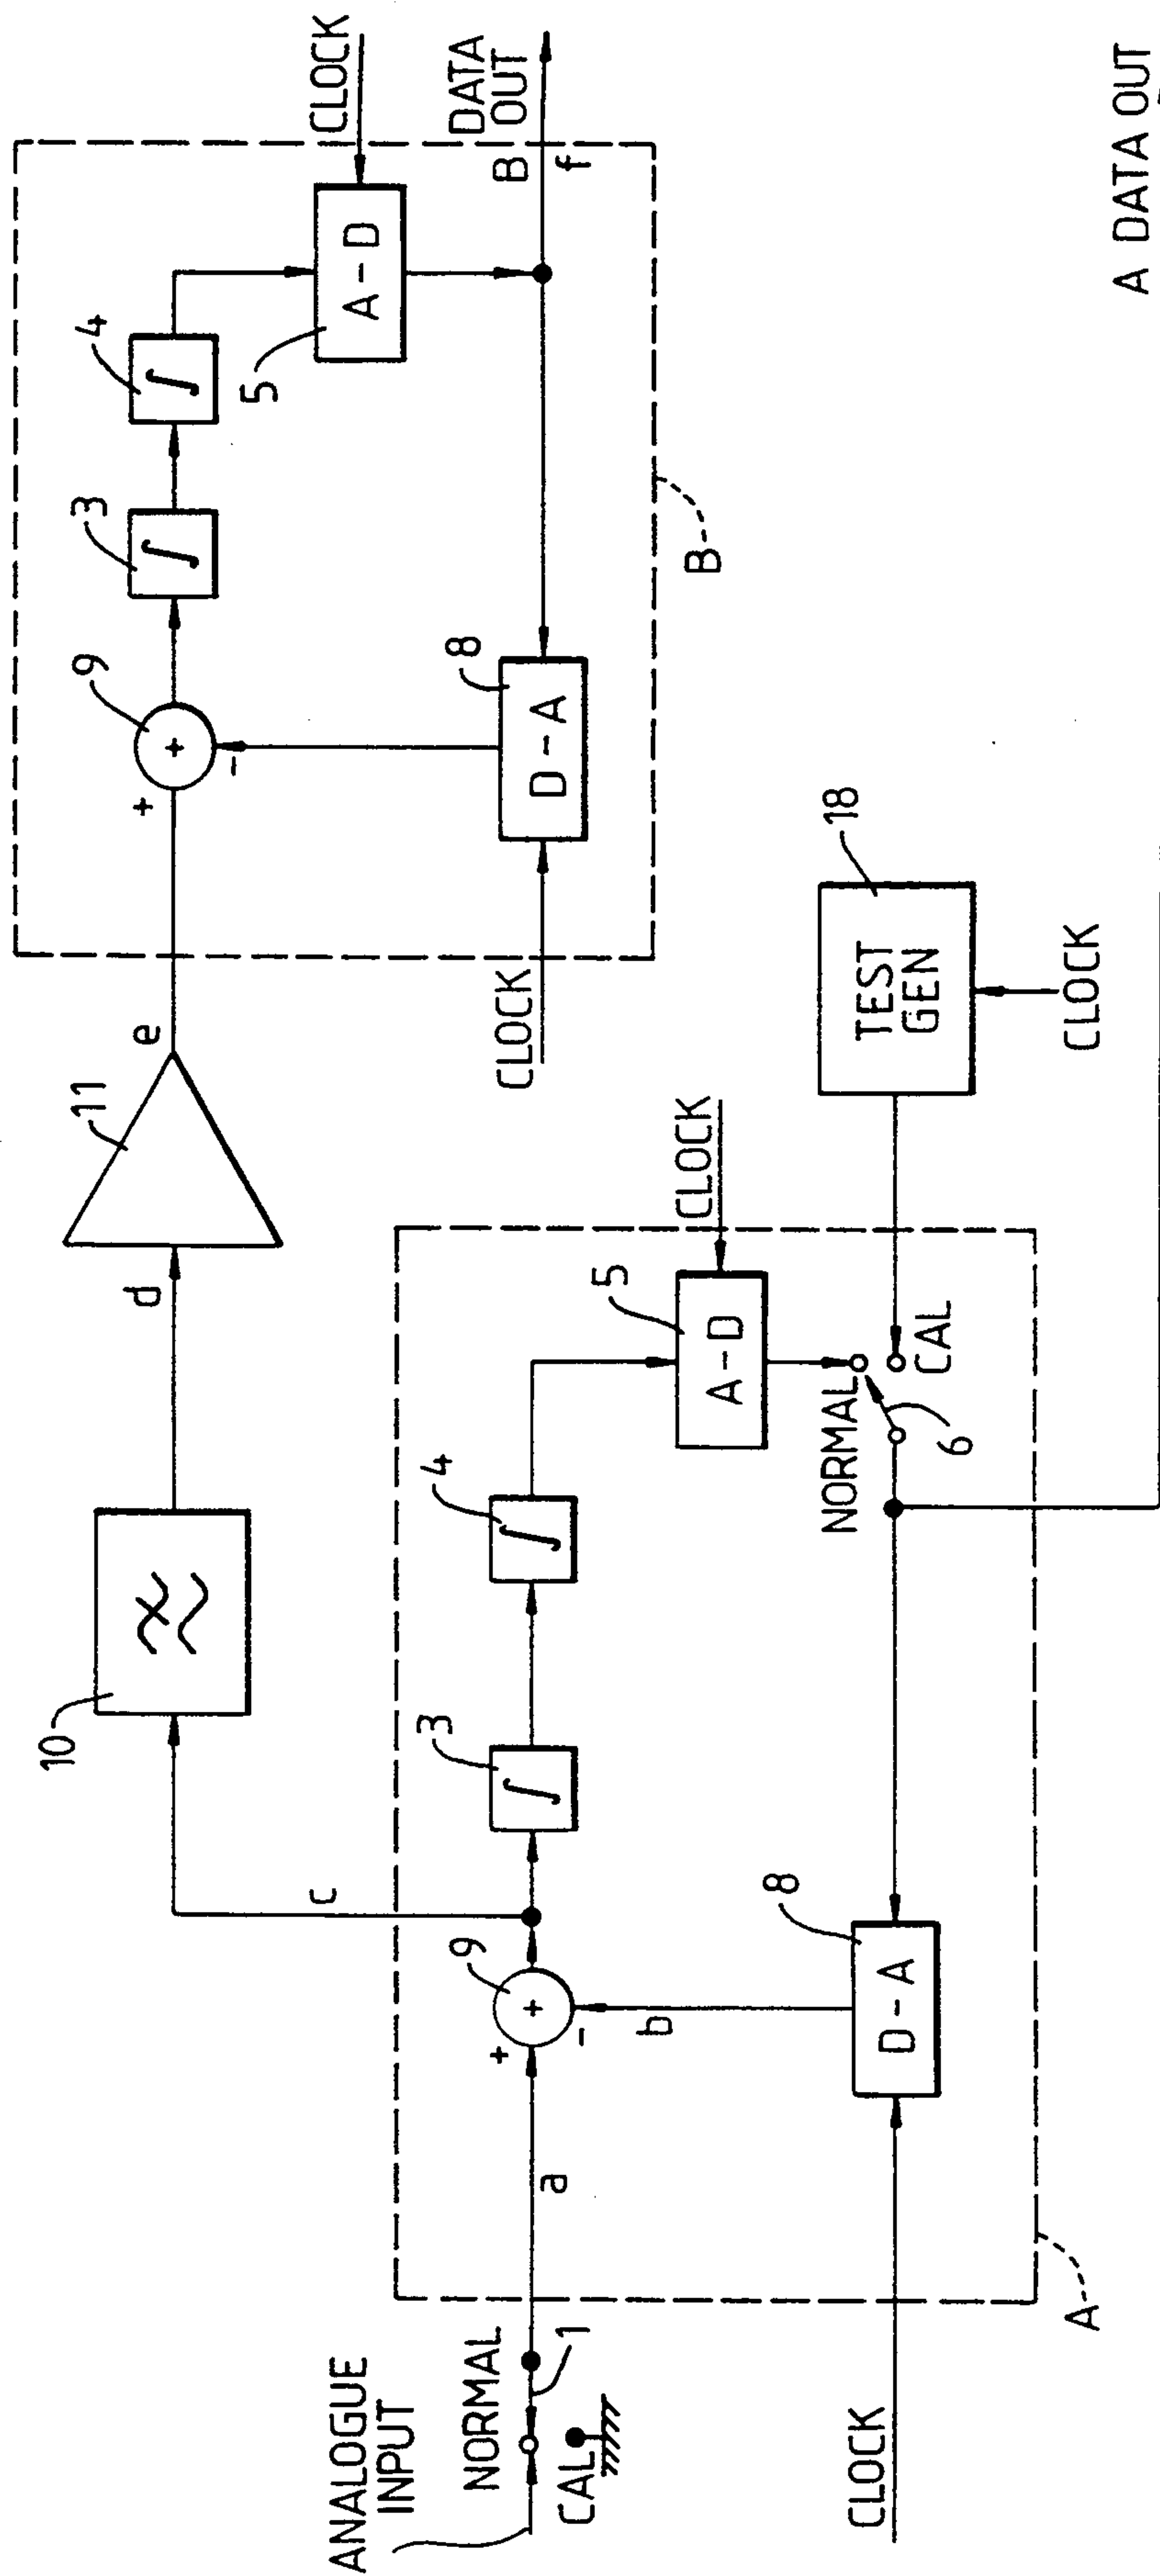 10
11
d
e
c
9
+
+
-
3
4
5
A - D
CLOCK
B
f
DATA
OUT
8
D - A
CLOCK
B
ANALOGUE
INPUT
NORMAL
CAL
1
a
+
+
-
9
b
3
4
5
A - D
CLOCK
NORMAL
CAL
6
8
D - A
CLOCK
A
TEST
GEN
18
CLOCK
A DATA OUT